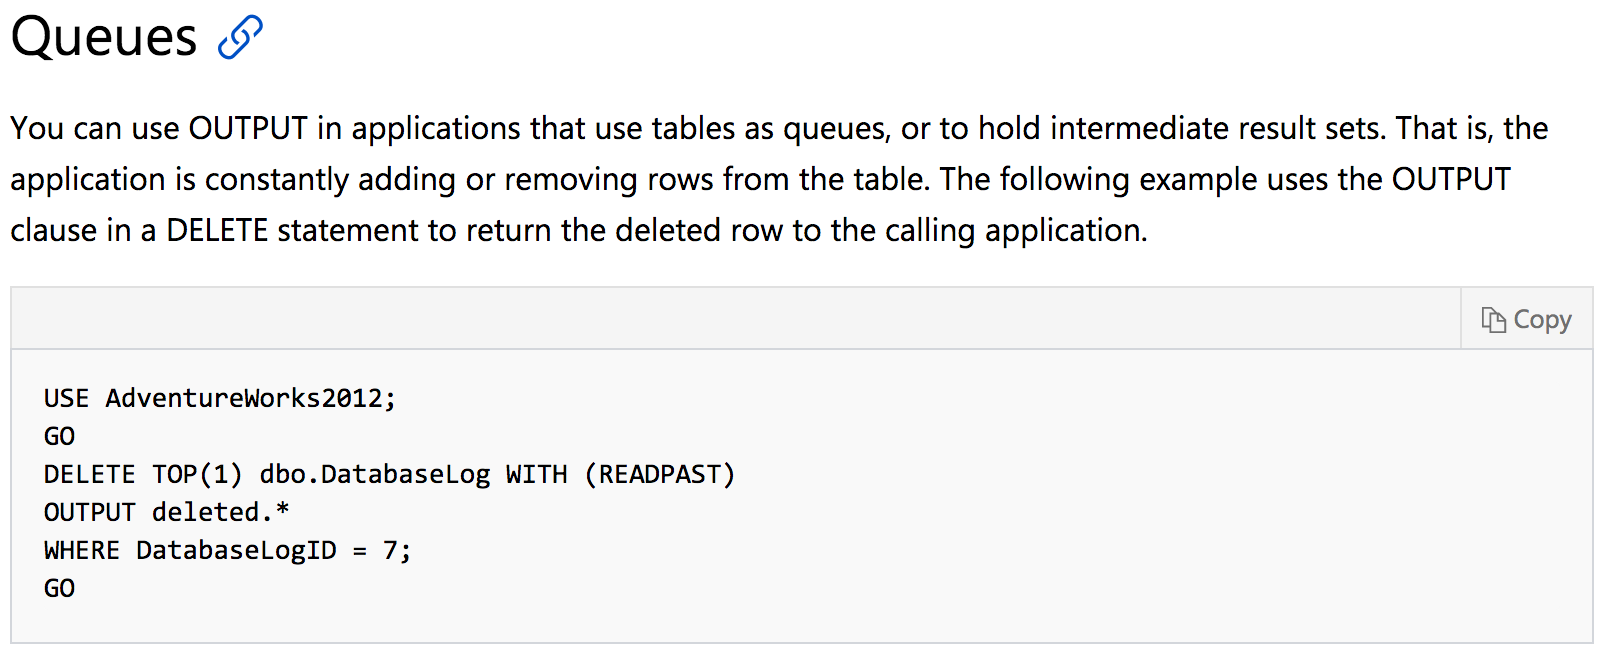 Queues
You can use OUTPUT in applications that use tables as queues, or to hold intermediate result sets. That is, the
application is constantly adding or removing rows from the table. The following example uses the OUTPUT
clause in a DELETE statement to return the deleted row to the calling application.
Copy
USE AdventureWorks2012;
GO
DELETE TOP(1) dbo.DatabaseLog WITH (READPAST)
OUTPUT deleted.*
WHERE DatabaseLogID = 7;
GO